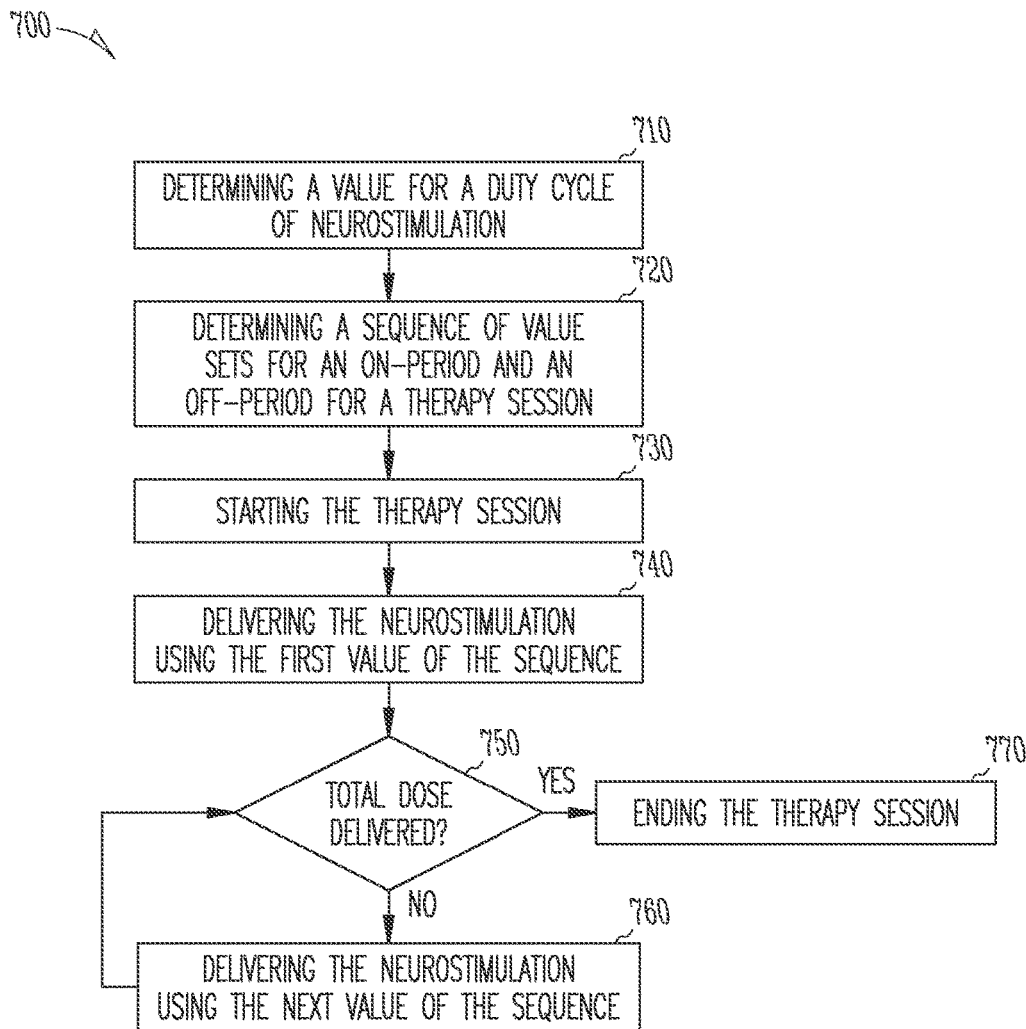 700
710
DETERMINING A VALUE FOR A DUTY CYCLE
OF NEUROSTIMULATION
720
DETERMINING A SEQUENCE OF VALUE
SETS FOR AN ON-PERIOD AND AN
OFF-PERIOD FOR A THERAPY SESSION
730
STARTING THE THERAPY SESSION
740
DELIVERING THE NEUROSTIMULATION
USING THE FIRST VALUE OF THE SEQUENCE
750
TOTAL DOSE
DELIVERED?
YES
770
ENDING THE THERAPY SESSION
NO
760
DELIVERING THE NEUROSTIMULATION
USING THE NEXT VALUE OF THE SEQUENCE